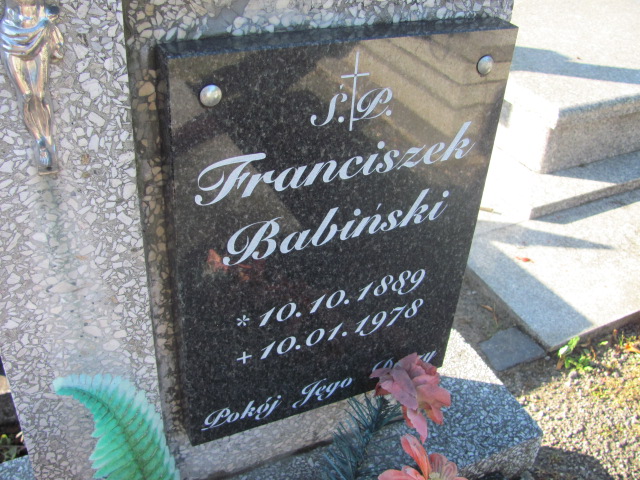 Ś.P.
Franciszek
Babiński
* 10.10.1889
+ 10.01.1978
Pokój Jego